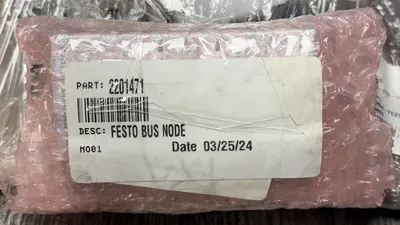 PART: 2201471
DESC: FESTO BUS NODE
M001 Date 03/25/24